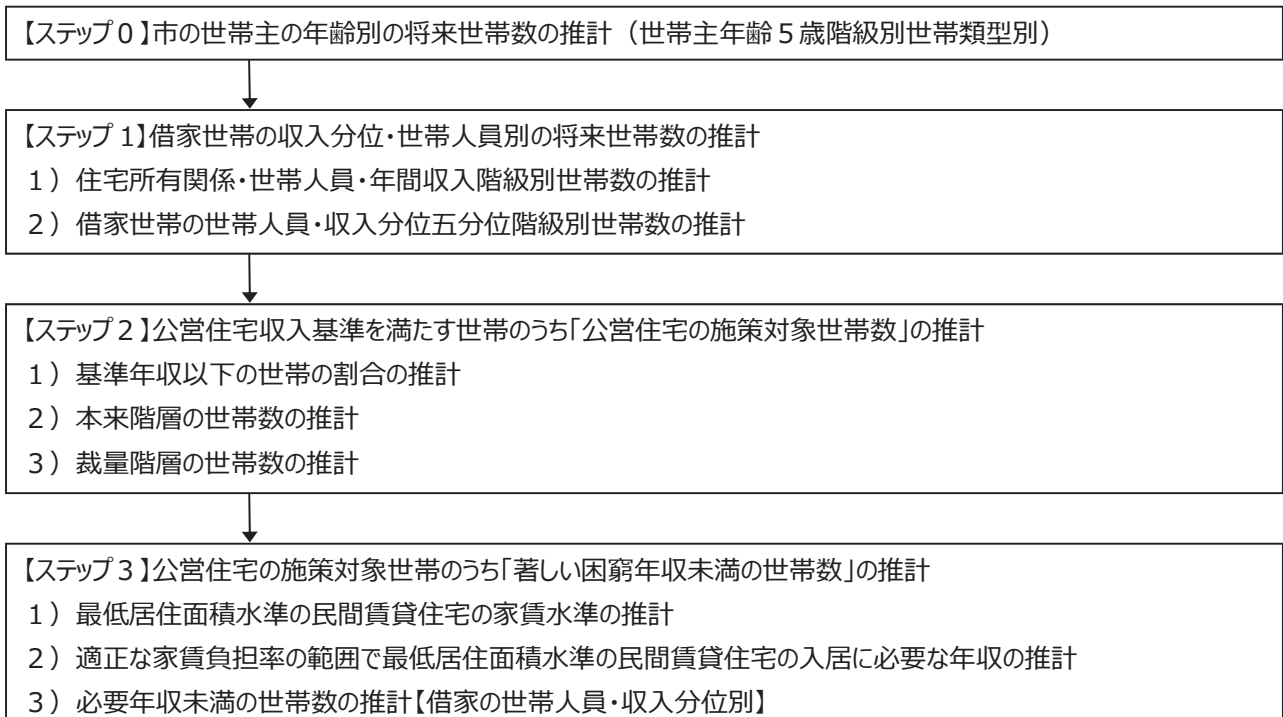 【ステップ０】市の世帯主の年齢別の将来世帯数の推計（世帯主年齢５歳階級別世帯類型別）
【ステップ１】借家世帯の収入分位・世帯人員別の将来世帯数の推計
１）住宅所有関係・世帯人員・年間収入階級別世帯数の推計
２）借家世帯の世帯人員・収入分位五分位階級別世帯数の推計
【ステップ２】公営住宅収入基準を満たす世帯のうち「公営住宅の施策対象世帯数」の推計
１）基準年収以下の世帯の割合の推計
２）本来階層の世帯数の推計
３）裁量階層の世帯数の推計
【ステップ３】公営住宅の施策対象世帯のうち「著しい困窮年収未満の世帯数」の推計
１）最低居住面積水準の民間賃貸住宅の家賃水準の推計
２）適正な家賃負担率の範囲で最低居住面積水準の民間賃貸住宅の入居に必要な年収の推計
３）必要年収未満の世帯数の推計【借家の世帯人員・収入分位別】